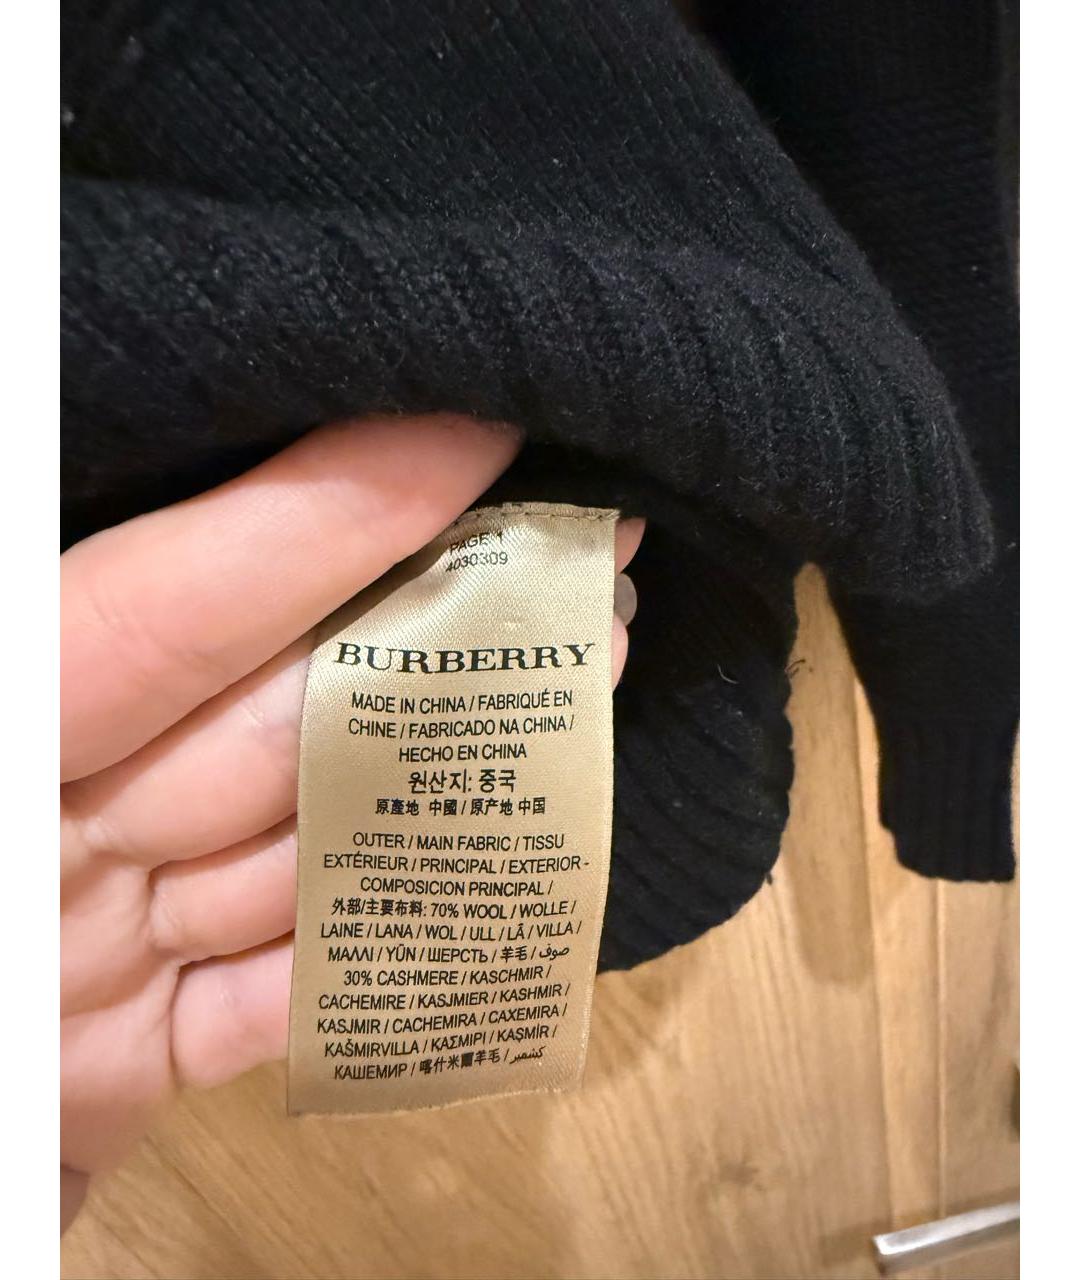 PAGE 1
4030309
BURBERRY
MADE IN CHINA / FABRIQUÉ EN
CHINE / FABRICADO NA CHINA /
HECHO EN CHINA
원산지: 중국
原產地 中國 / 原产地 中国
OUTER / MAIN FABRIC / TISSU
EXTÉRIEUR / PRINCIPAL / EXTERIOR -
COMPOSICION PRINCIPAL /
外部/主要布料: 70% WOOL / WOLLE /
LAINE / LANA / WOL / ULL / LÃ / VILLA /
ΜΑΛΛΙ / YÜN / ШЕРСТЬ / 羊毛 / صوف
30% CASHMERE / KASCHMIR /
CACHEMIRE / KASJMIER / KASHMIR /
KASJMIR / CACHEMIRA / CAXEMIRA /
KAŠMIRVILLA / ΚΑΣΜΙΡΙ / KAŞMİR /
КАШЕМИР / 喀什米爾羊毛 / كشمير